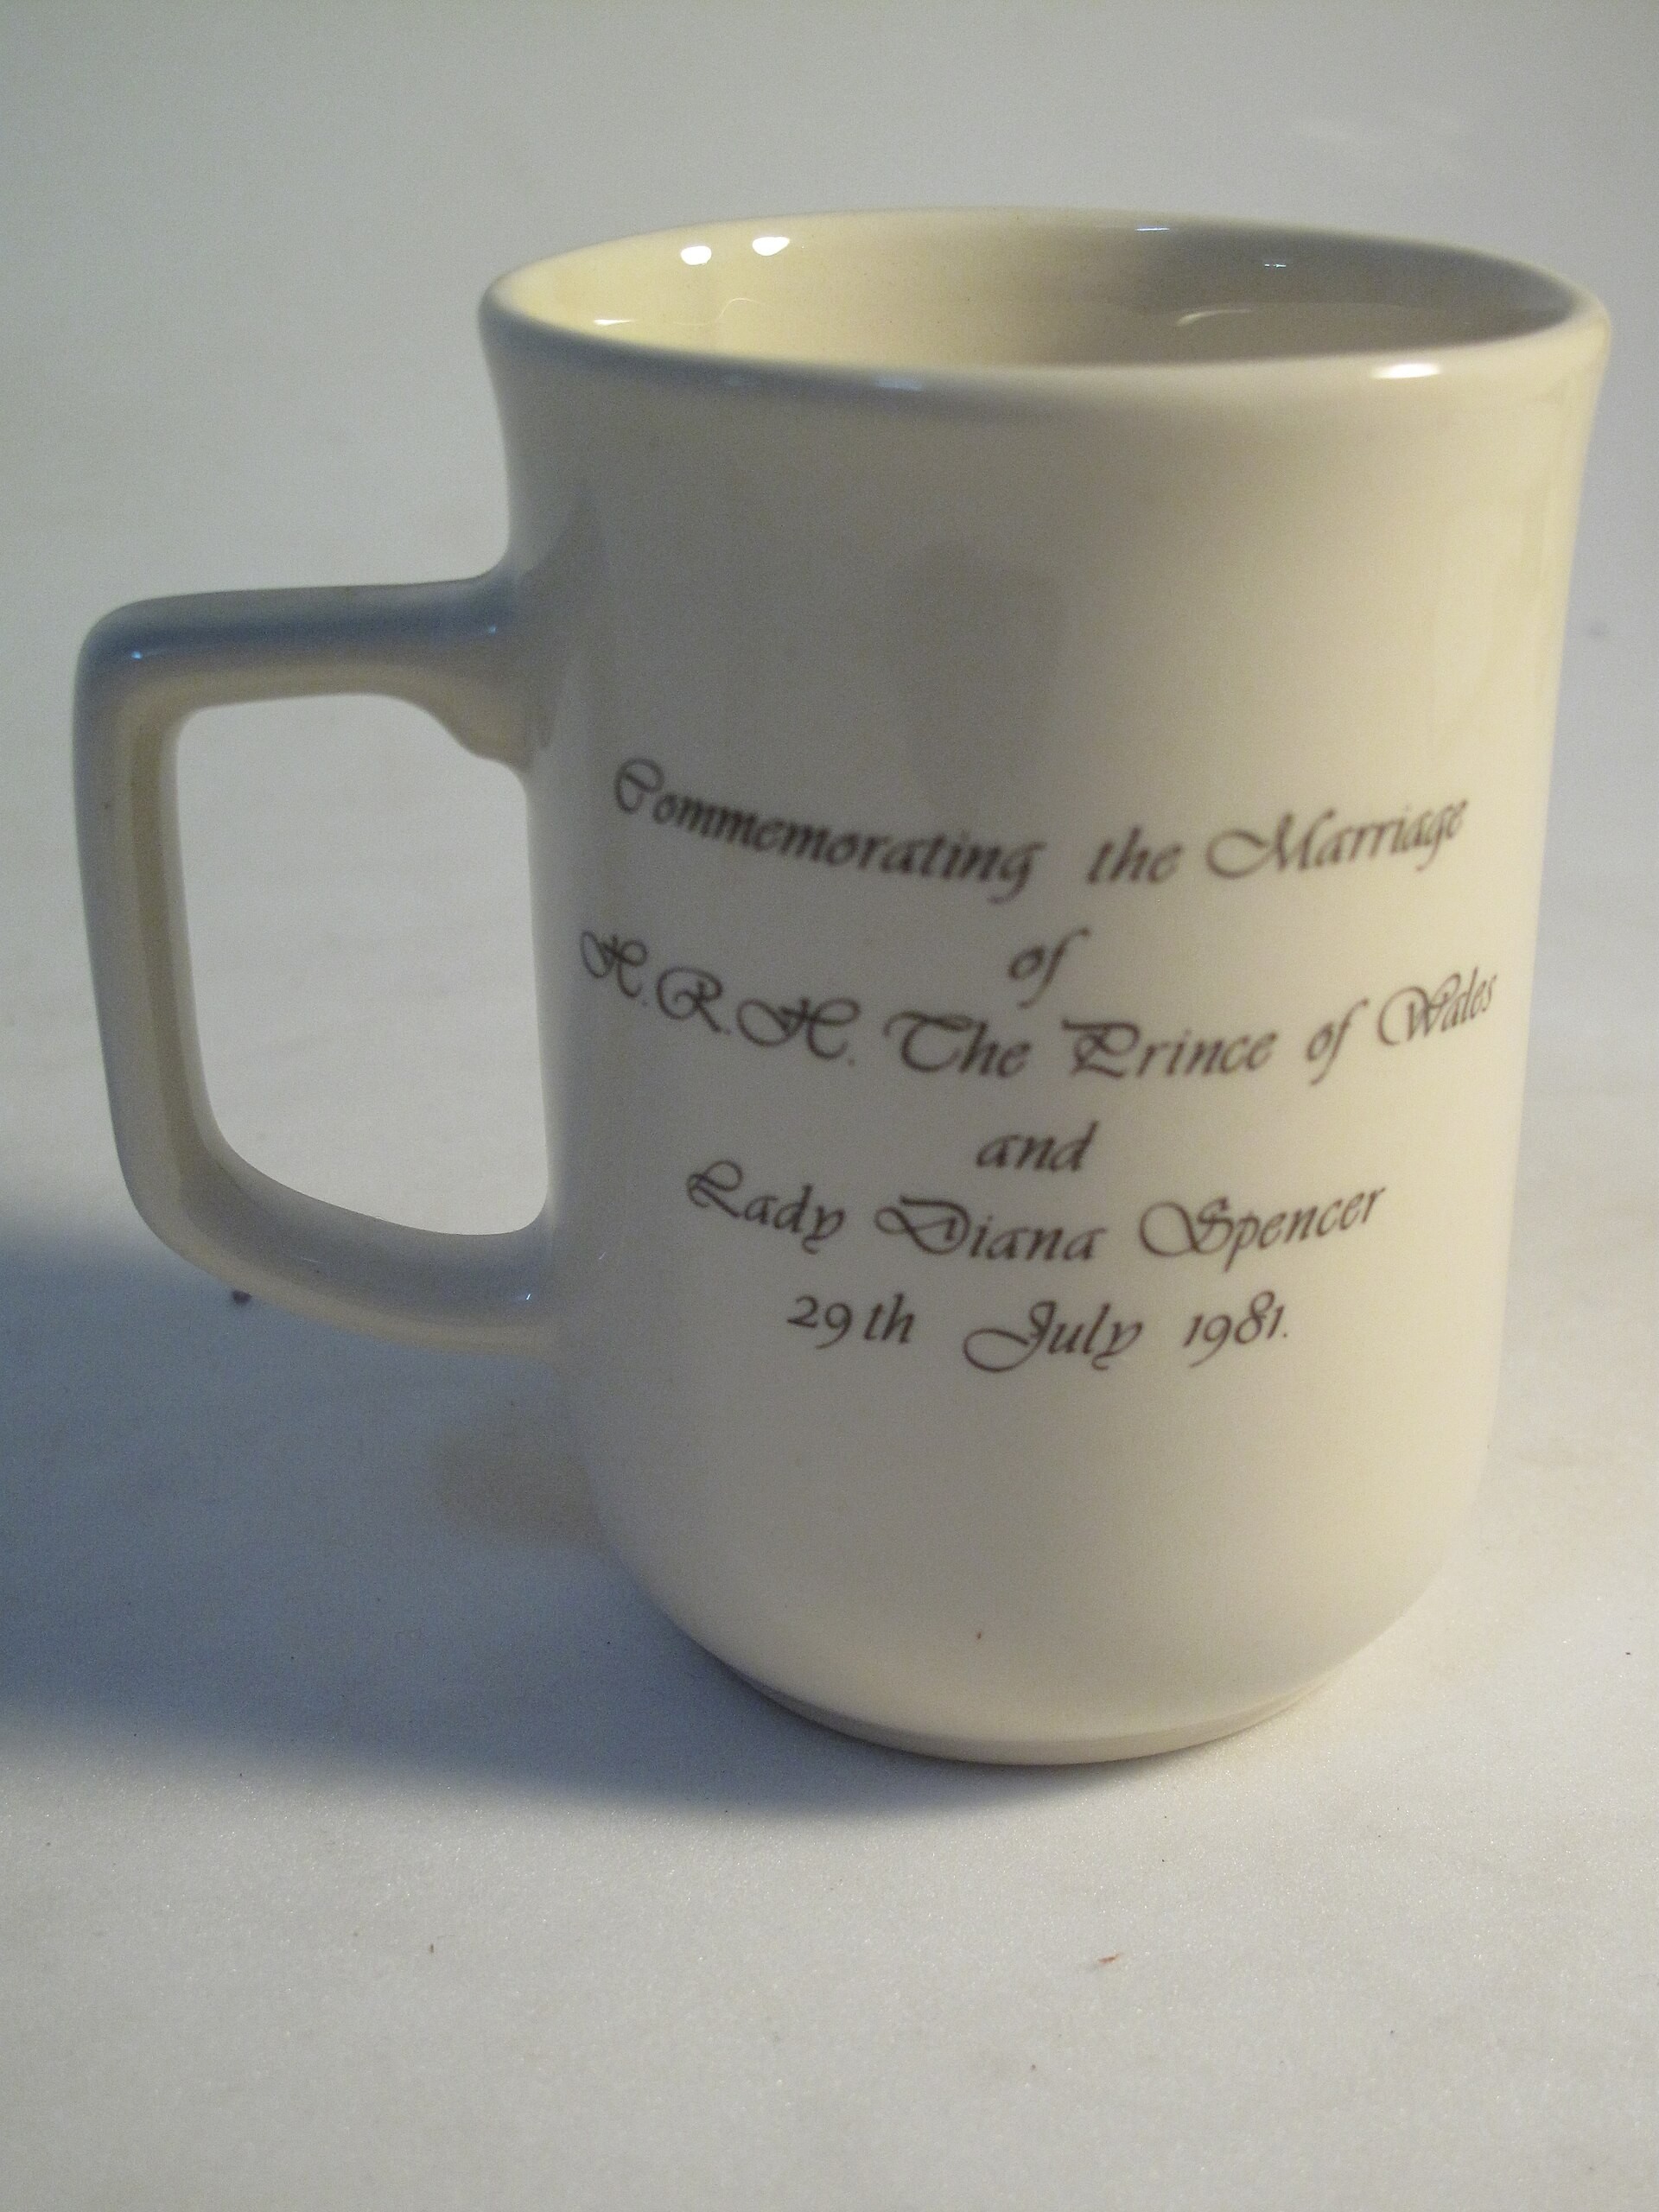 Commemorating the Marriage
of
H.R.H. The Prince of Wales
and
Lady Diana Spencer
29th July 1981.